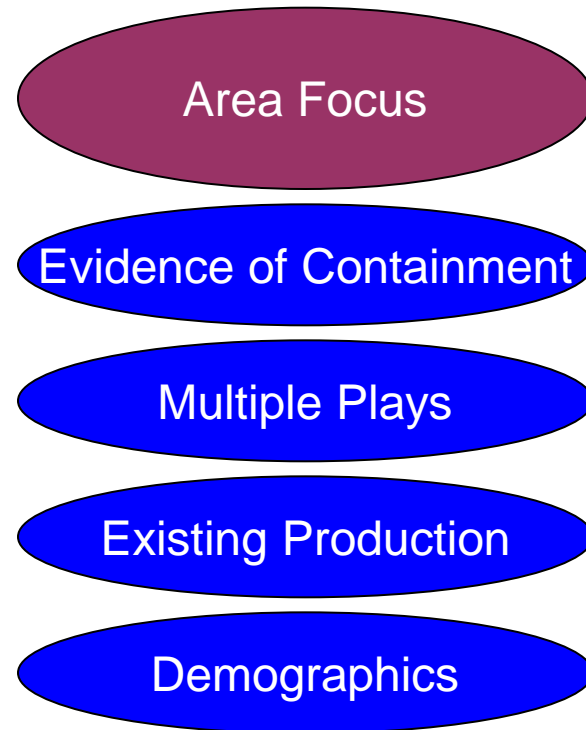 Area Focus
Evidence of Containment
Multiple Plays
Existing Production
Demographics